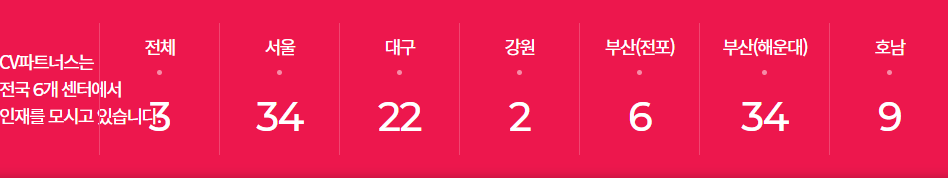 CV파트너스는
전국 6개 센터에서
인재를 모시고 있습니다.
전체
3
서울
34
대구
22
강원
2
부산(전포)
6
부산(해운대)
34
호남
9